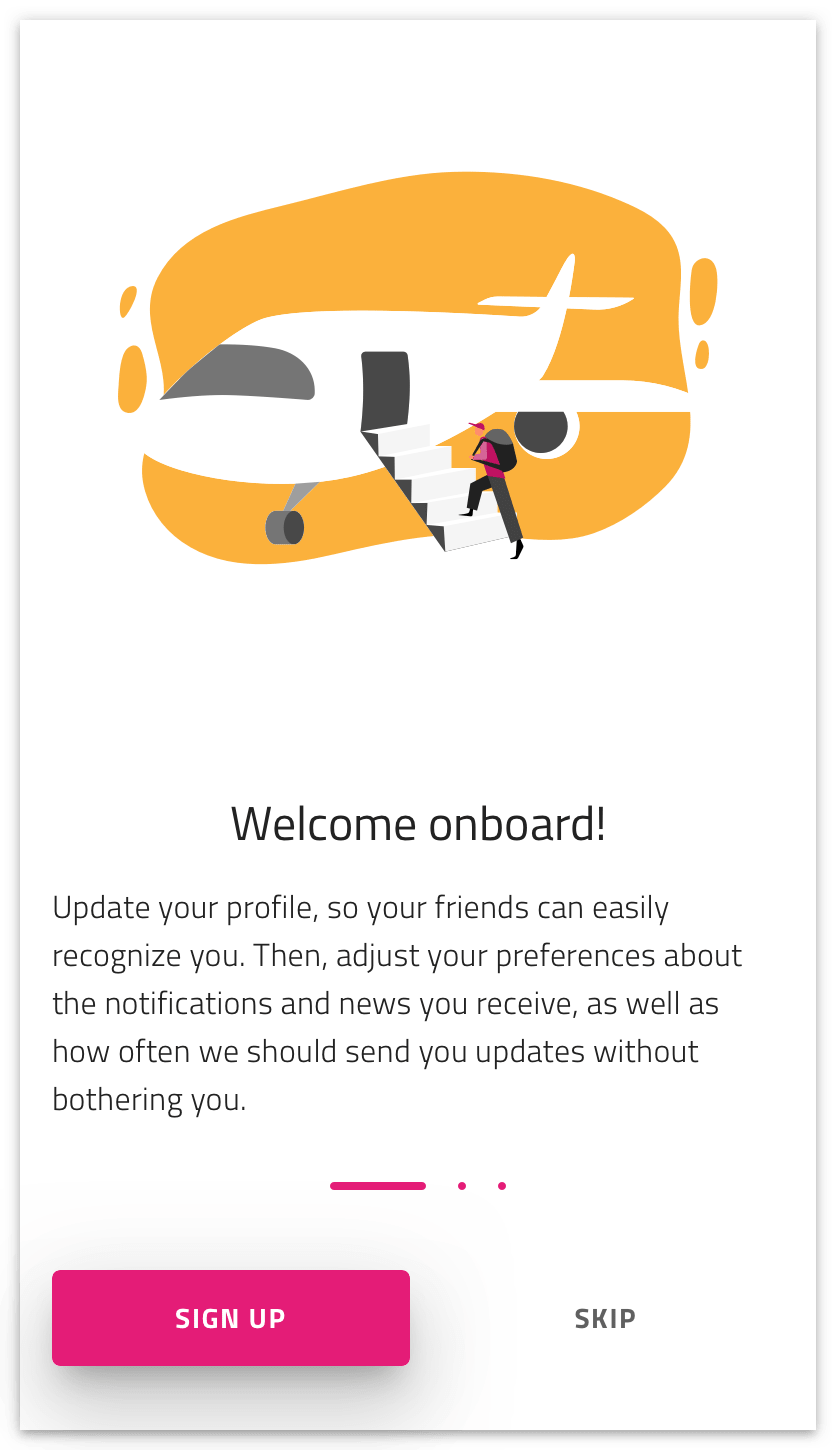 Welcome onboard!
Update your profile, so your friends can easily
recognize you. Then, adjust your preferences about
the notifications and news you receive, as well as
how often we should send you updates without
bothering you.
SIGN UP
SKIP